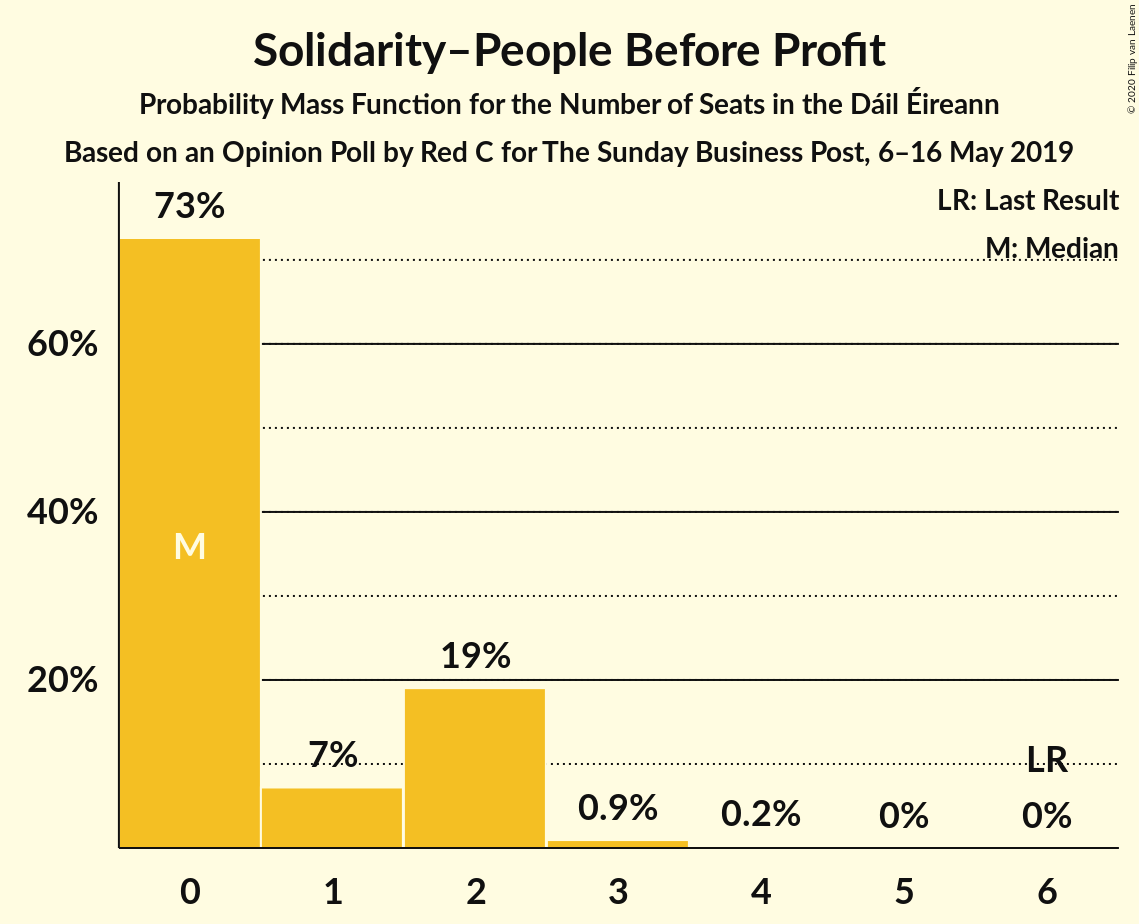 Solidarity–People Before Profit
Probability Mass Function for the Number of Seats in the Dáil Éireann
Based on an Opinion Poll by Red C for The Sunday Business Post, 6–16 May 2019
© 2020 Filip van Laenen
LR: Last Result
M: Median
60%
40%
20%
73%
M
7%
19%
0.9%
0.2%
0%
LR
0%
0 1 2 3 4 5 6